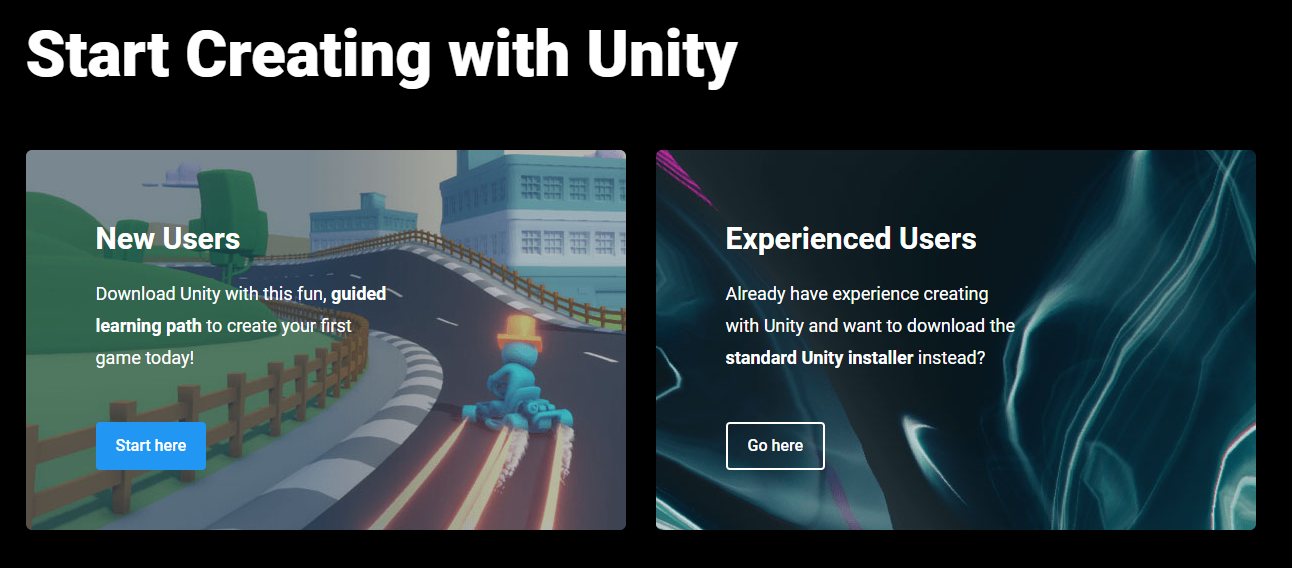 Start Creating with Unity
New Users
Download Unity with this fun, guided
learning path to create your first
game today!
Start here
Experienced Users
Already have experience creating
with Unity and want to download the
standard Unity installer instead?
Go here